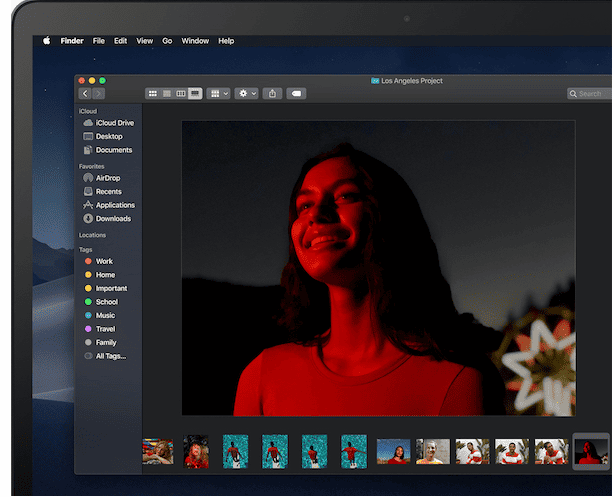 Finder File Edit View Go Window Help
Los Angeles Project
Search
iCloud
iCloud Drive
Desktop
Documents
Favorites
AirDrop
Recents
Applications
Downloads
Locations
Tags
Work
Home
Important
School
Music
Travel
Family
All Tags...